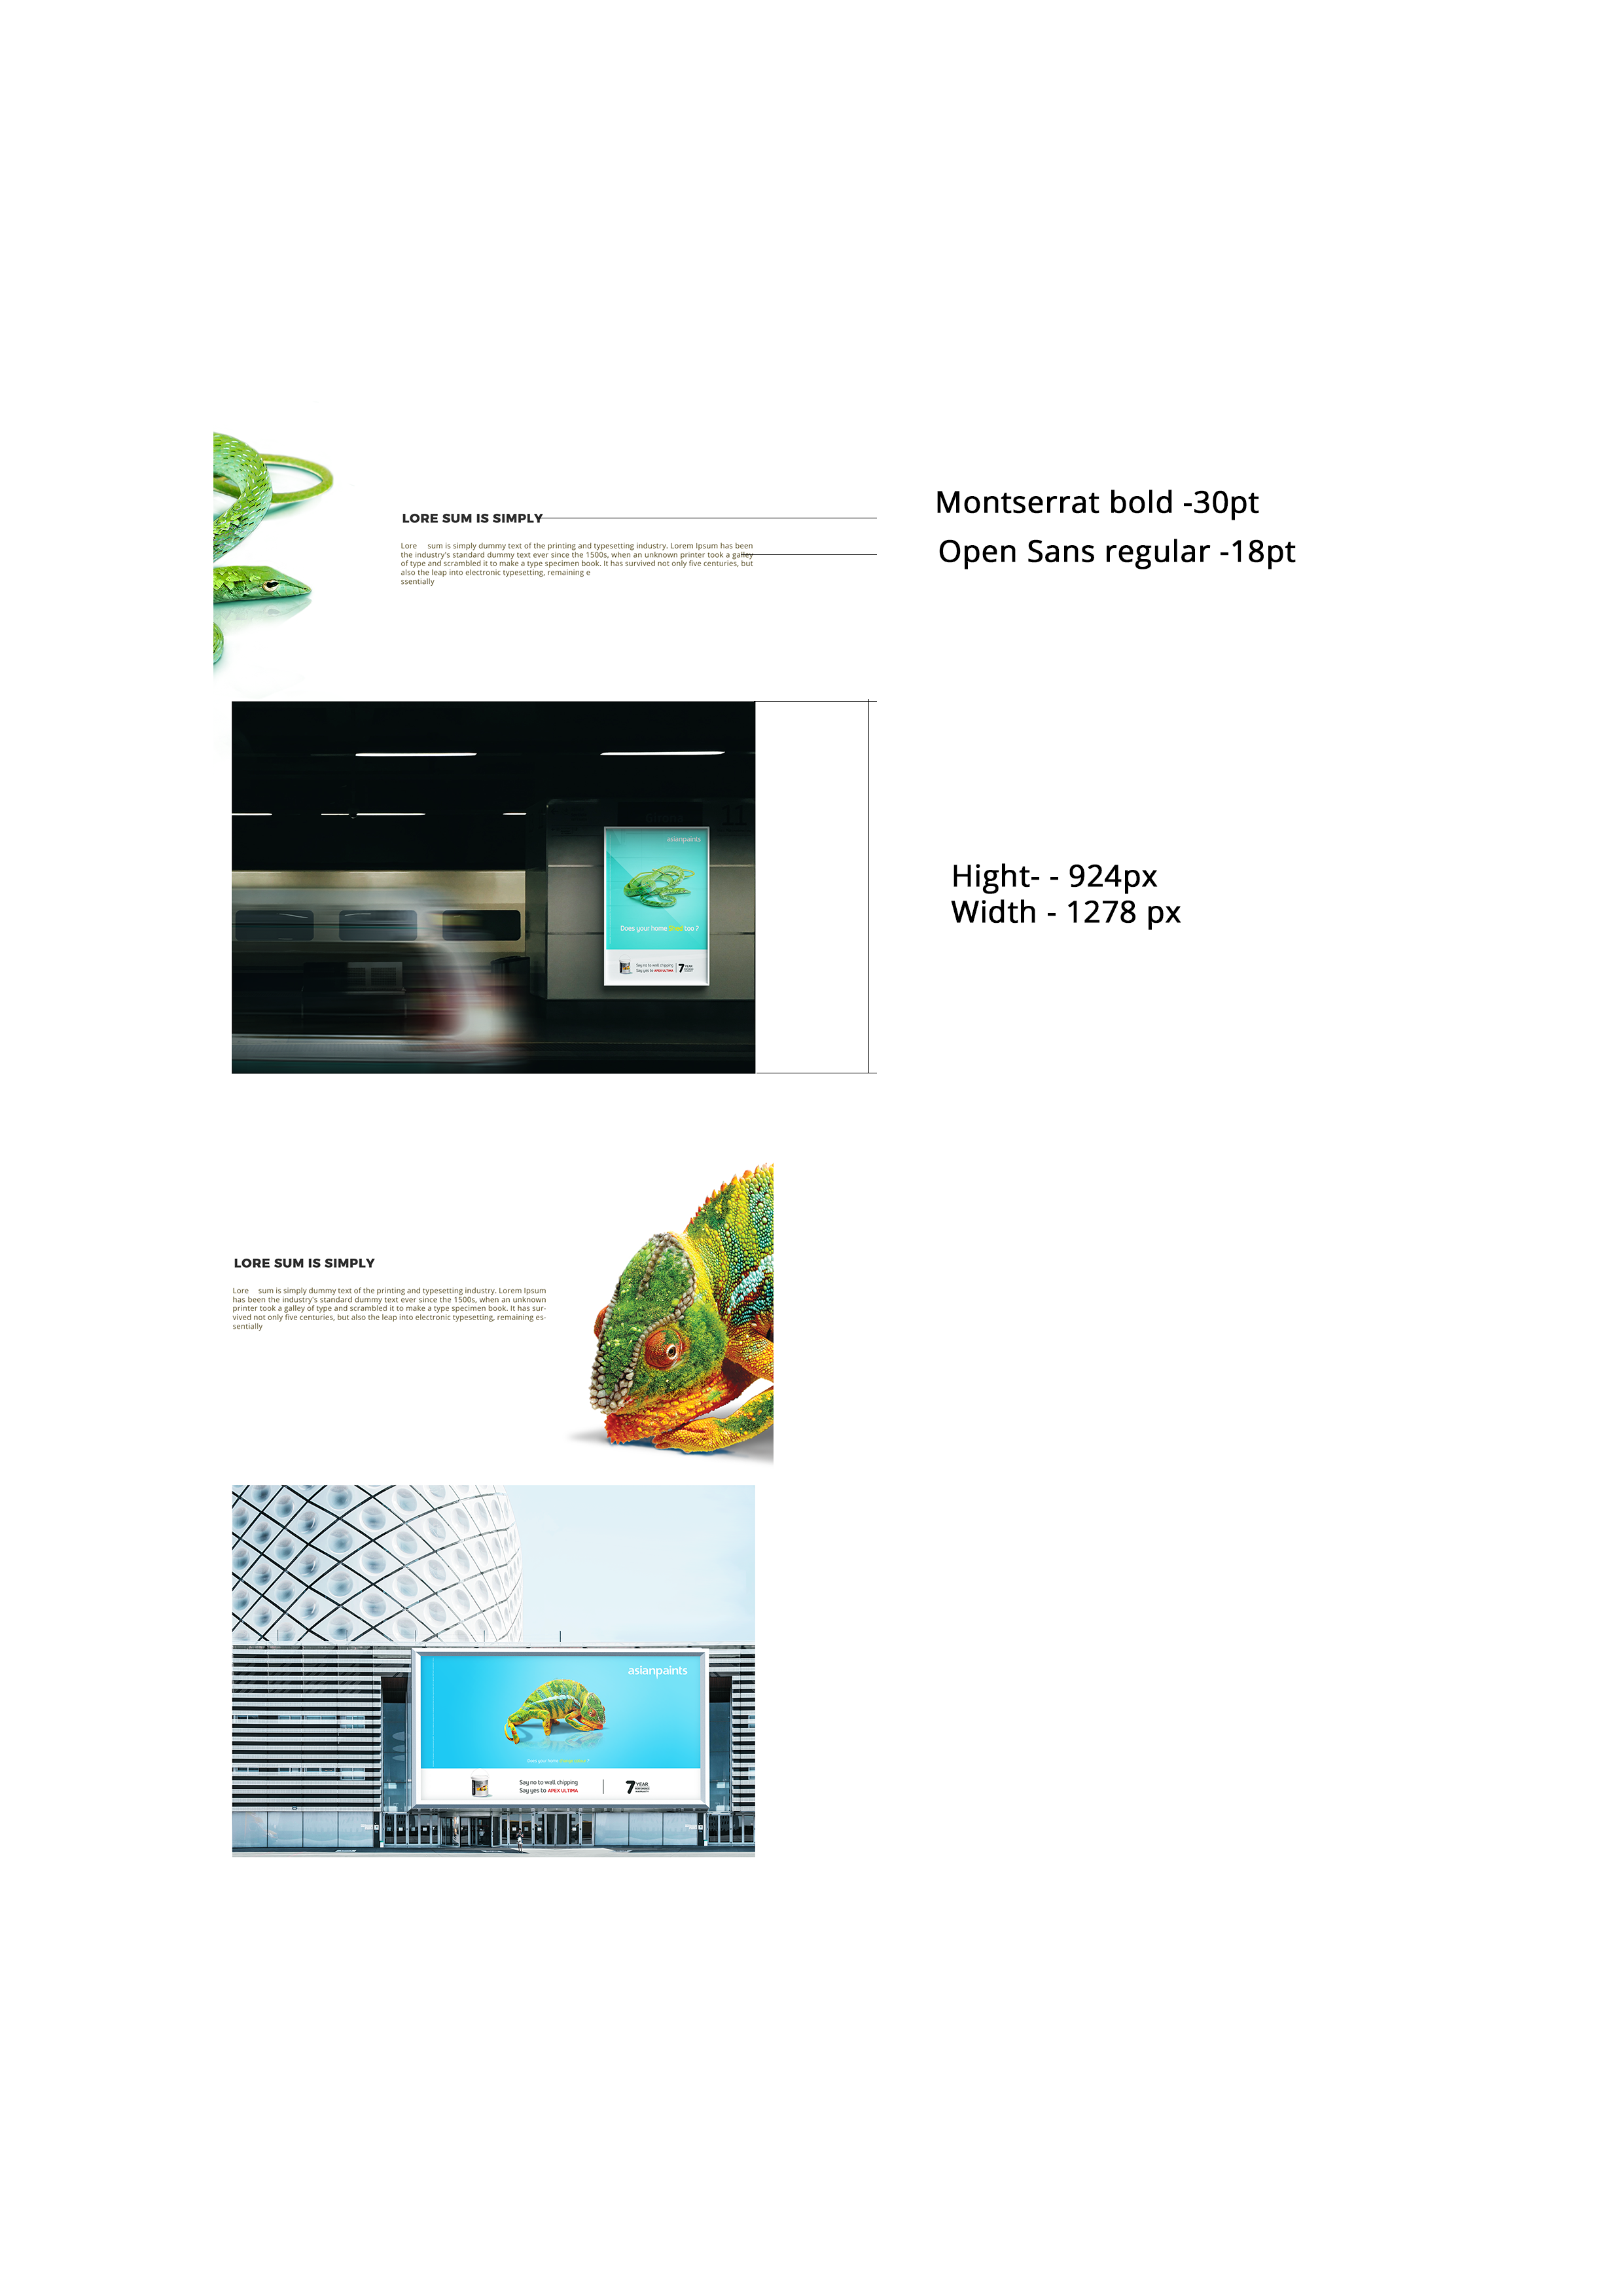 Montserrat bold -30pt
LORE SUM IS SIMPLY
Open Sans regular -18pt
Lore sum is simply dummy text of the printing and typesetting industry. Lorem Ipsum has been
the industry's standard dummy text ever since the 1500s, when an unknown printer took a galley
of type and scrambled it to make a type specimen book. It has survived not only five centuries, but
also the leap into electronic typesetting, remaining e
ssentially
11
asianpaints
Hight- - 924px
Width - 1278 px
Does your home Shed too ?
Say no to wall chipping
Say yes to APEX ULTIMA
7 YEAR
LORE SUM IS SIMPLY
Lore sum is simply dummy text of the printing and typesetting industry. Lorem Ipsum
has been the industry's standard dummy text ever since the 1500s, when an unknown
printer took a galley of type and scrambled it to make a type specimen book. It has sur-
vived not only five centuries, but also the leap into electronic typesetting, remaining es-
sentially
asianpaints
Does your home
Say no to wall chipping
Say yes to APEX ULTIMA
7 YEAR
WARRANTY